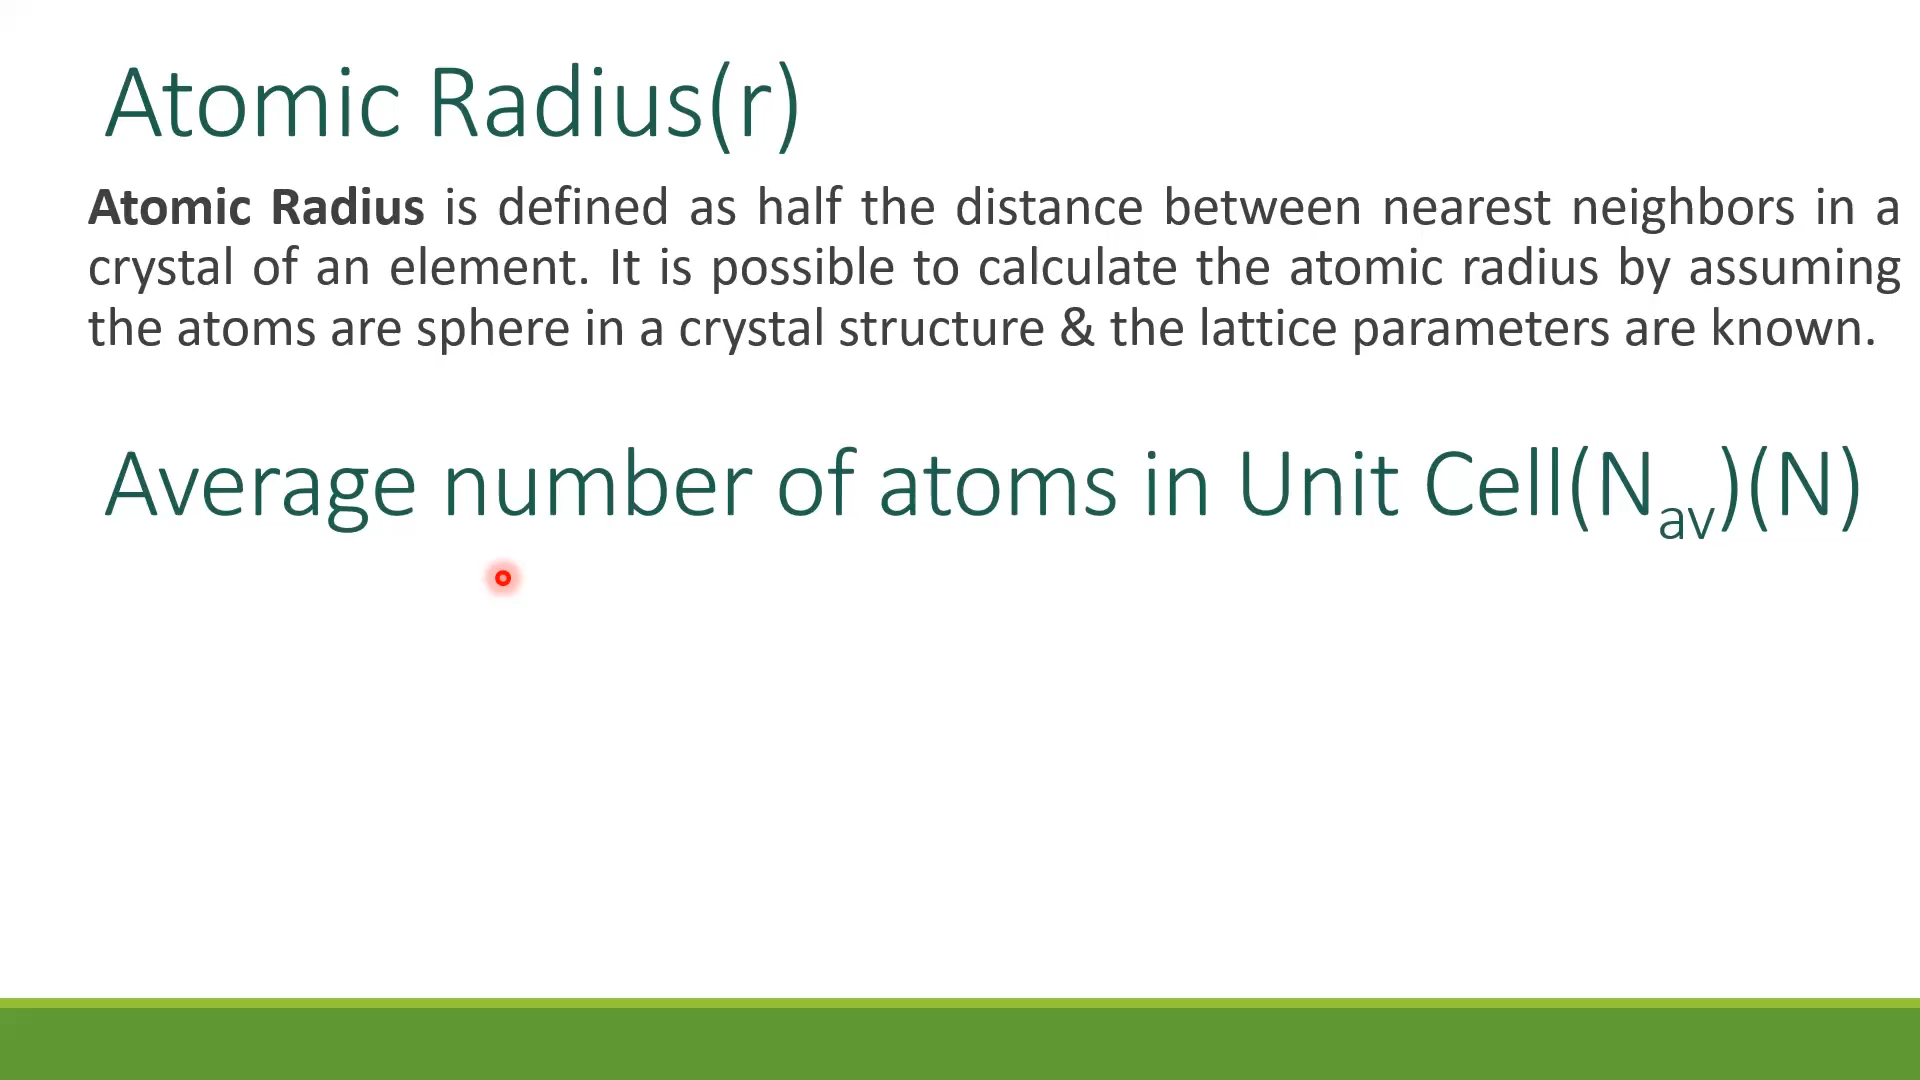 Atomic Radius(r)
Atomic Radius is defined as half the distance between nearest neighbors in a
crystal of an element. It is possible to calculate the atomic radius by assuming
the atoms are sphere in a crystal structure & the lattice parameters are known.
Average number of atoms in Unit Cell(Nav)(N)